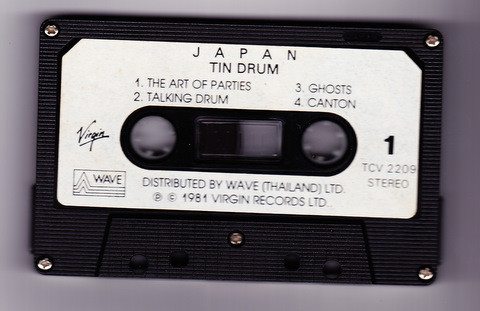 JAPAN
TIN DRUM
1. THE ART OF PARTIES
2. TALKING DRUM
3. GHOSTS
4. CANTON
Virgin
1
TCV 2209
STEREO
WAVE
DISTRIBUTED BY WAVE (THAILAND) LTD.
℗ © 1981 VIRGIN RECORDS LTD.